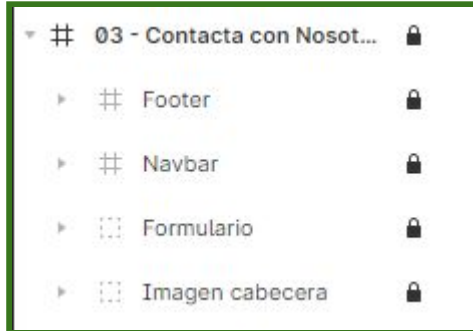 03 - Contacta con Nosot...
Footer
Navbar
Formulario
Imagen cabecera